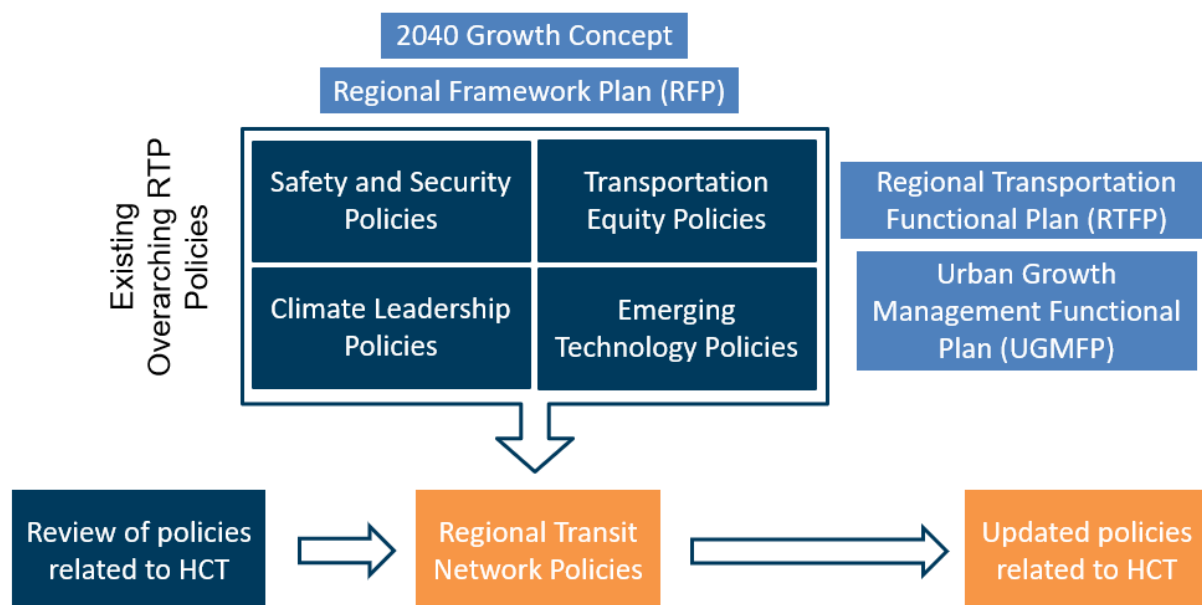 2040 Growth Concept
Regional Framework Plan (RFP)
Existing
Overarching RTP
Policies
Safety and Security
Policies
Transportation
Equity Policies
Climate Leadership
Policies
Emerging
Technology Policies
Regional Transportation
Functional Plan (RTFP)
Urban Growth
Management Functional
Plan (UGMFP)
Review of policies
related to HCT
Regional Transit
Network Policies
Updated policies
related to HCT